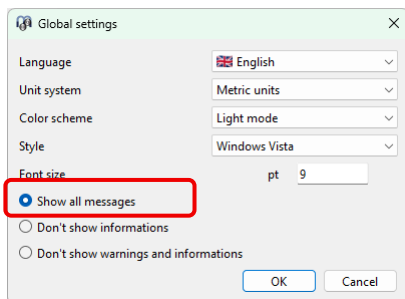 Global settings
Language English
Unit system Metric units
Color scheme Light mode
Style Windows Vista
Font size pt 9
Show all messages
Don't show informations
Don't show warnings and informations
OK Cancel